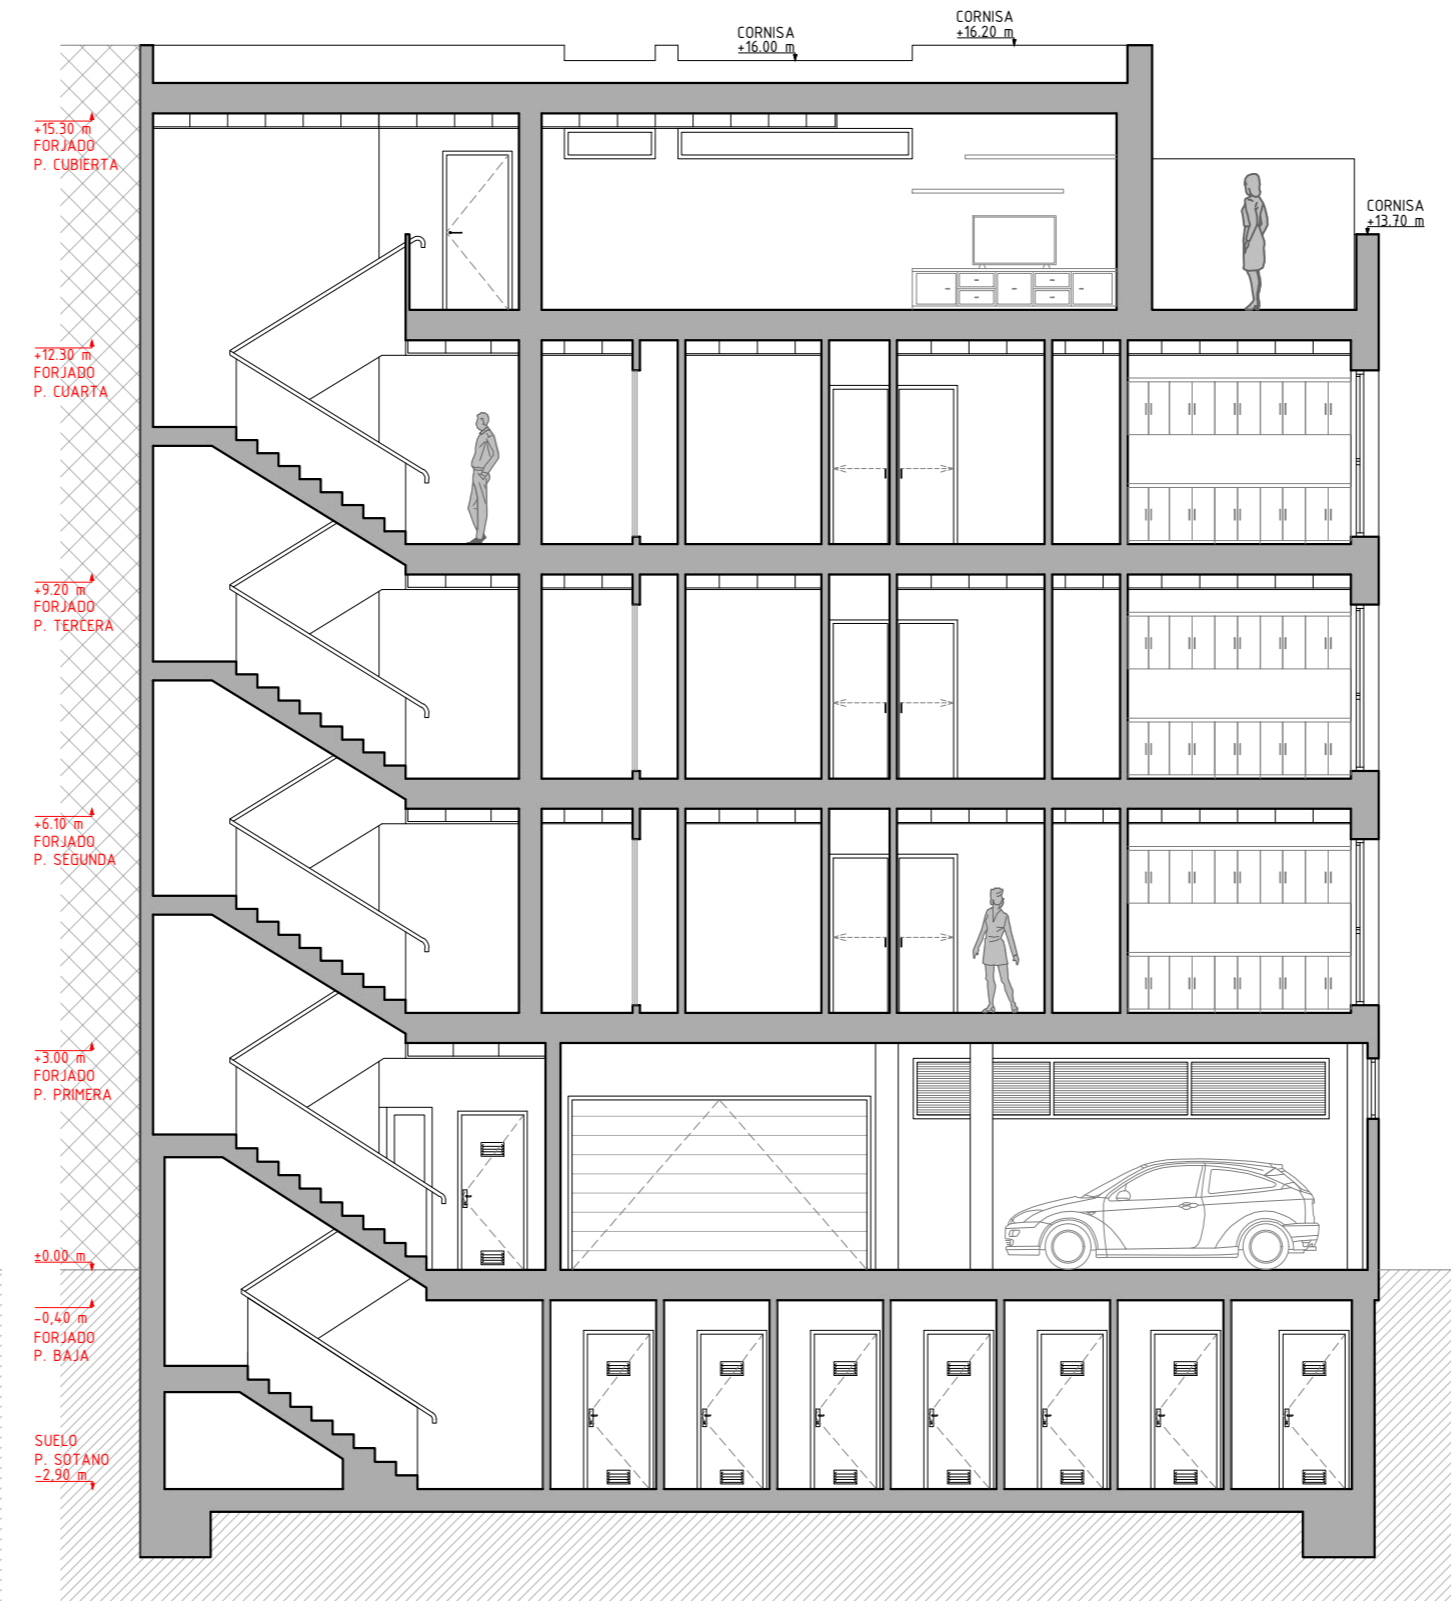 CORNISA
+16.20 m
CORNISA
+16.00 m
+15.30 m
FORJADO
P. CUBIERTA
CORNISA
+13.70 m
+12.30 m
FORJADO
P. CUARTA
+9.20 m
FORJADO
P. TERCERA
+6.10 m
FORJADO
P. SEGUNDA
+3.00 m
FORJADO
P. PRIMERA
±0.00 m
-0,40 m
FORJADO
P. BAJA
SUELO
P. SOTANO
-2,90 m